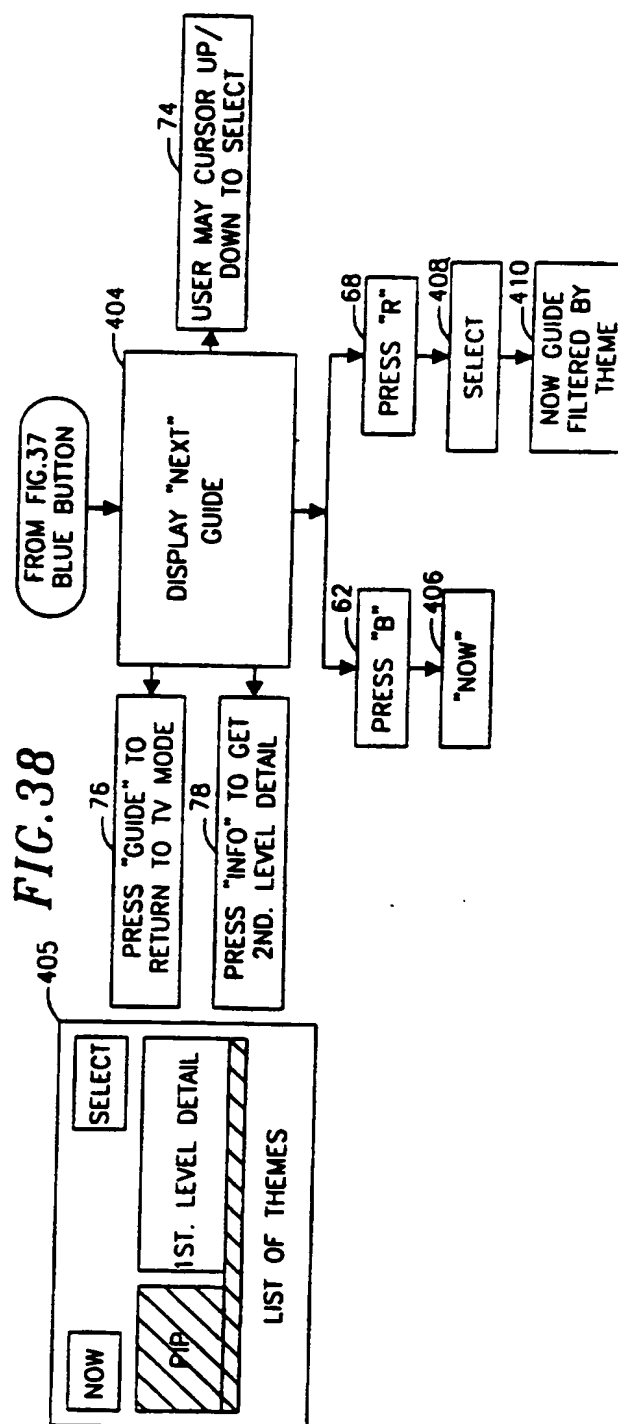 FIG.38
405
NOW
SELECT
PIP
1ST. LEVEL DETAIL
LIST OF THEMES
FROM FIG.37
BLUE BUTTON
404
DISPLAY "NEXT"
GUIDE
74
USER MAY CURSOR UP/
DOWN TO SELECT
76
PRESS "GUIDE" TO
RETURN TO TV MODE
78
PRESS "INFO" TO GET
2ND. LEVEL DETAIL
62
PRESS "B"
406
"NOW"
68
PRESS "R"
408
SELECT
410
NOW GUIDE
FILTERED BY
THEME